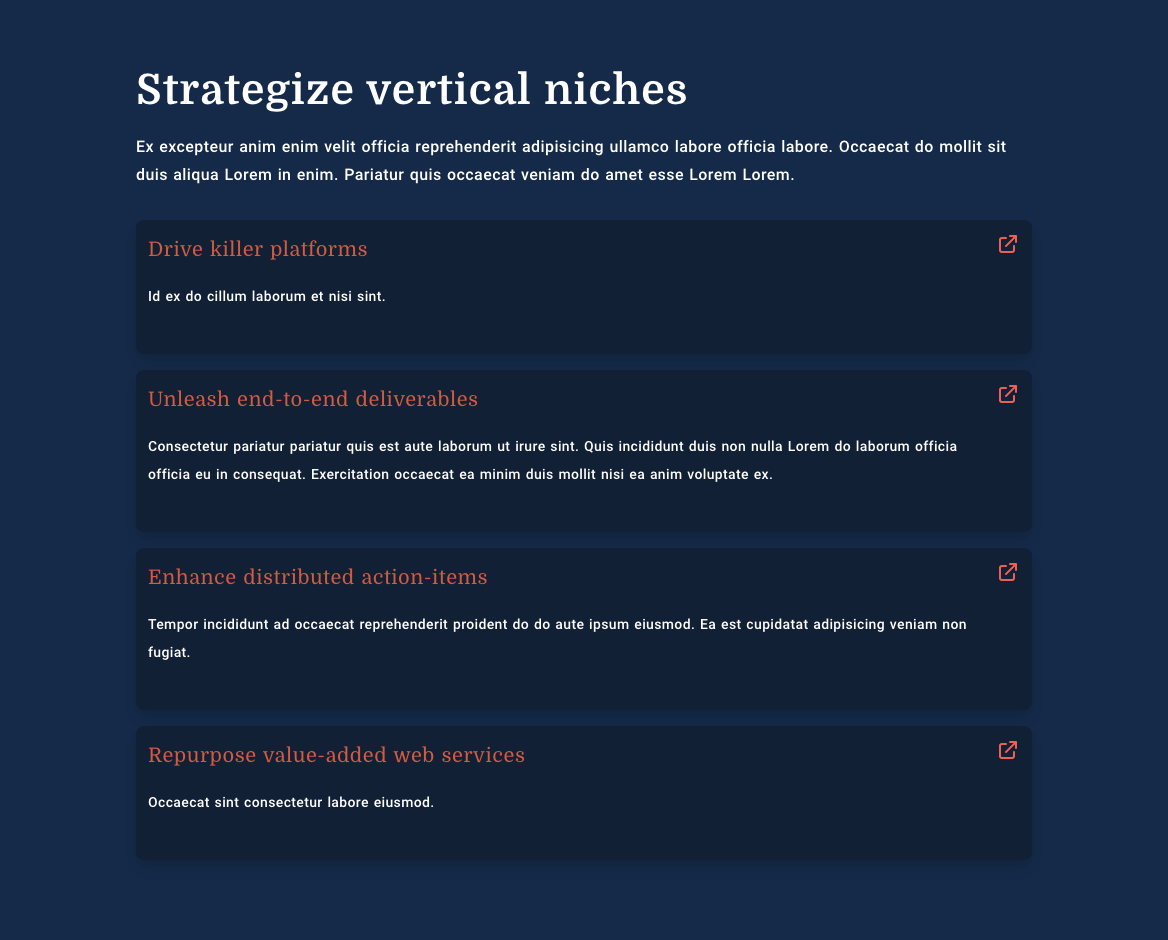 Strategize vertical niches
Ex excepteur anim enim velit officia reprehenderit adipisicing ullamco labore officia labore. Occaecat do mollit sit
duis aliqua Lorem in enim. Pariatur quis occaecat veniam do amet esse Lorem Lorem.
Drive killer platforms
Id ex do cillum laborum et nisi sint.
Unleash end-to-end deliverables
Consectetur pariatur pariatur quis est aute laborum ut irure sint. Quis incididunt duis non nulla Lorem do laborum officia
officia eu in consequat. Exercitation occaecat ea minim duis mollit nisi ea anim voluptate ex.
Enhance distributed action-items
Tempor incididunt ad occaecat reprehenderit proident do do aute ipsum eiusmod. Ea est cupidatat adipisicing veniam non
fugiat.
Repurpose value-added web services
Occaecat sint consectetur labore eiusmod.